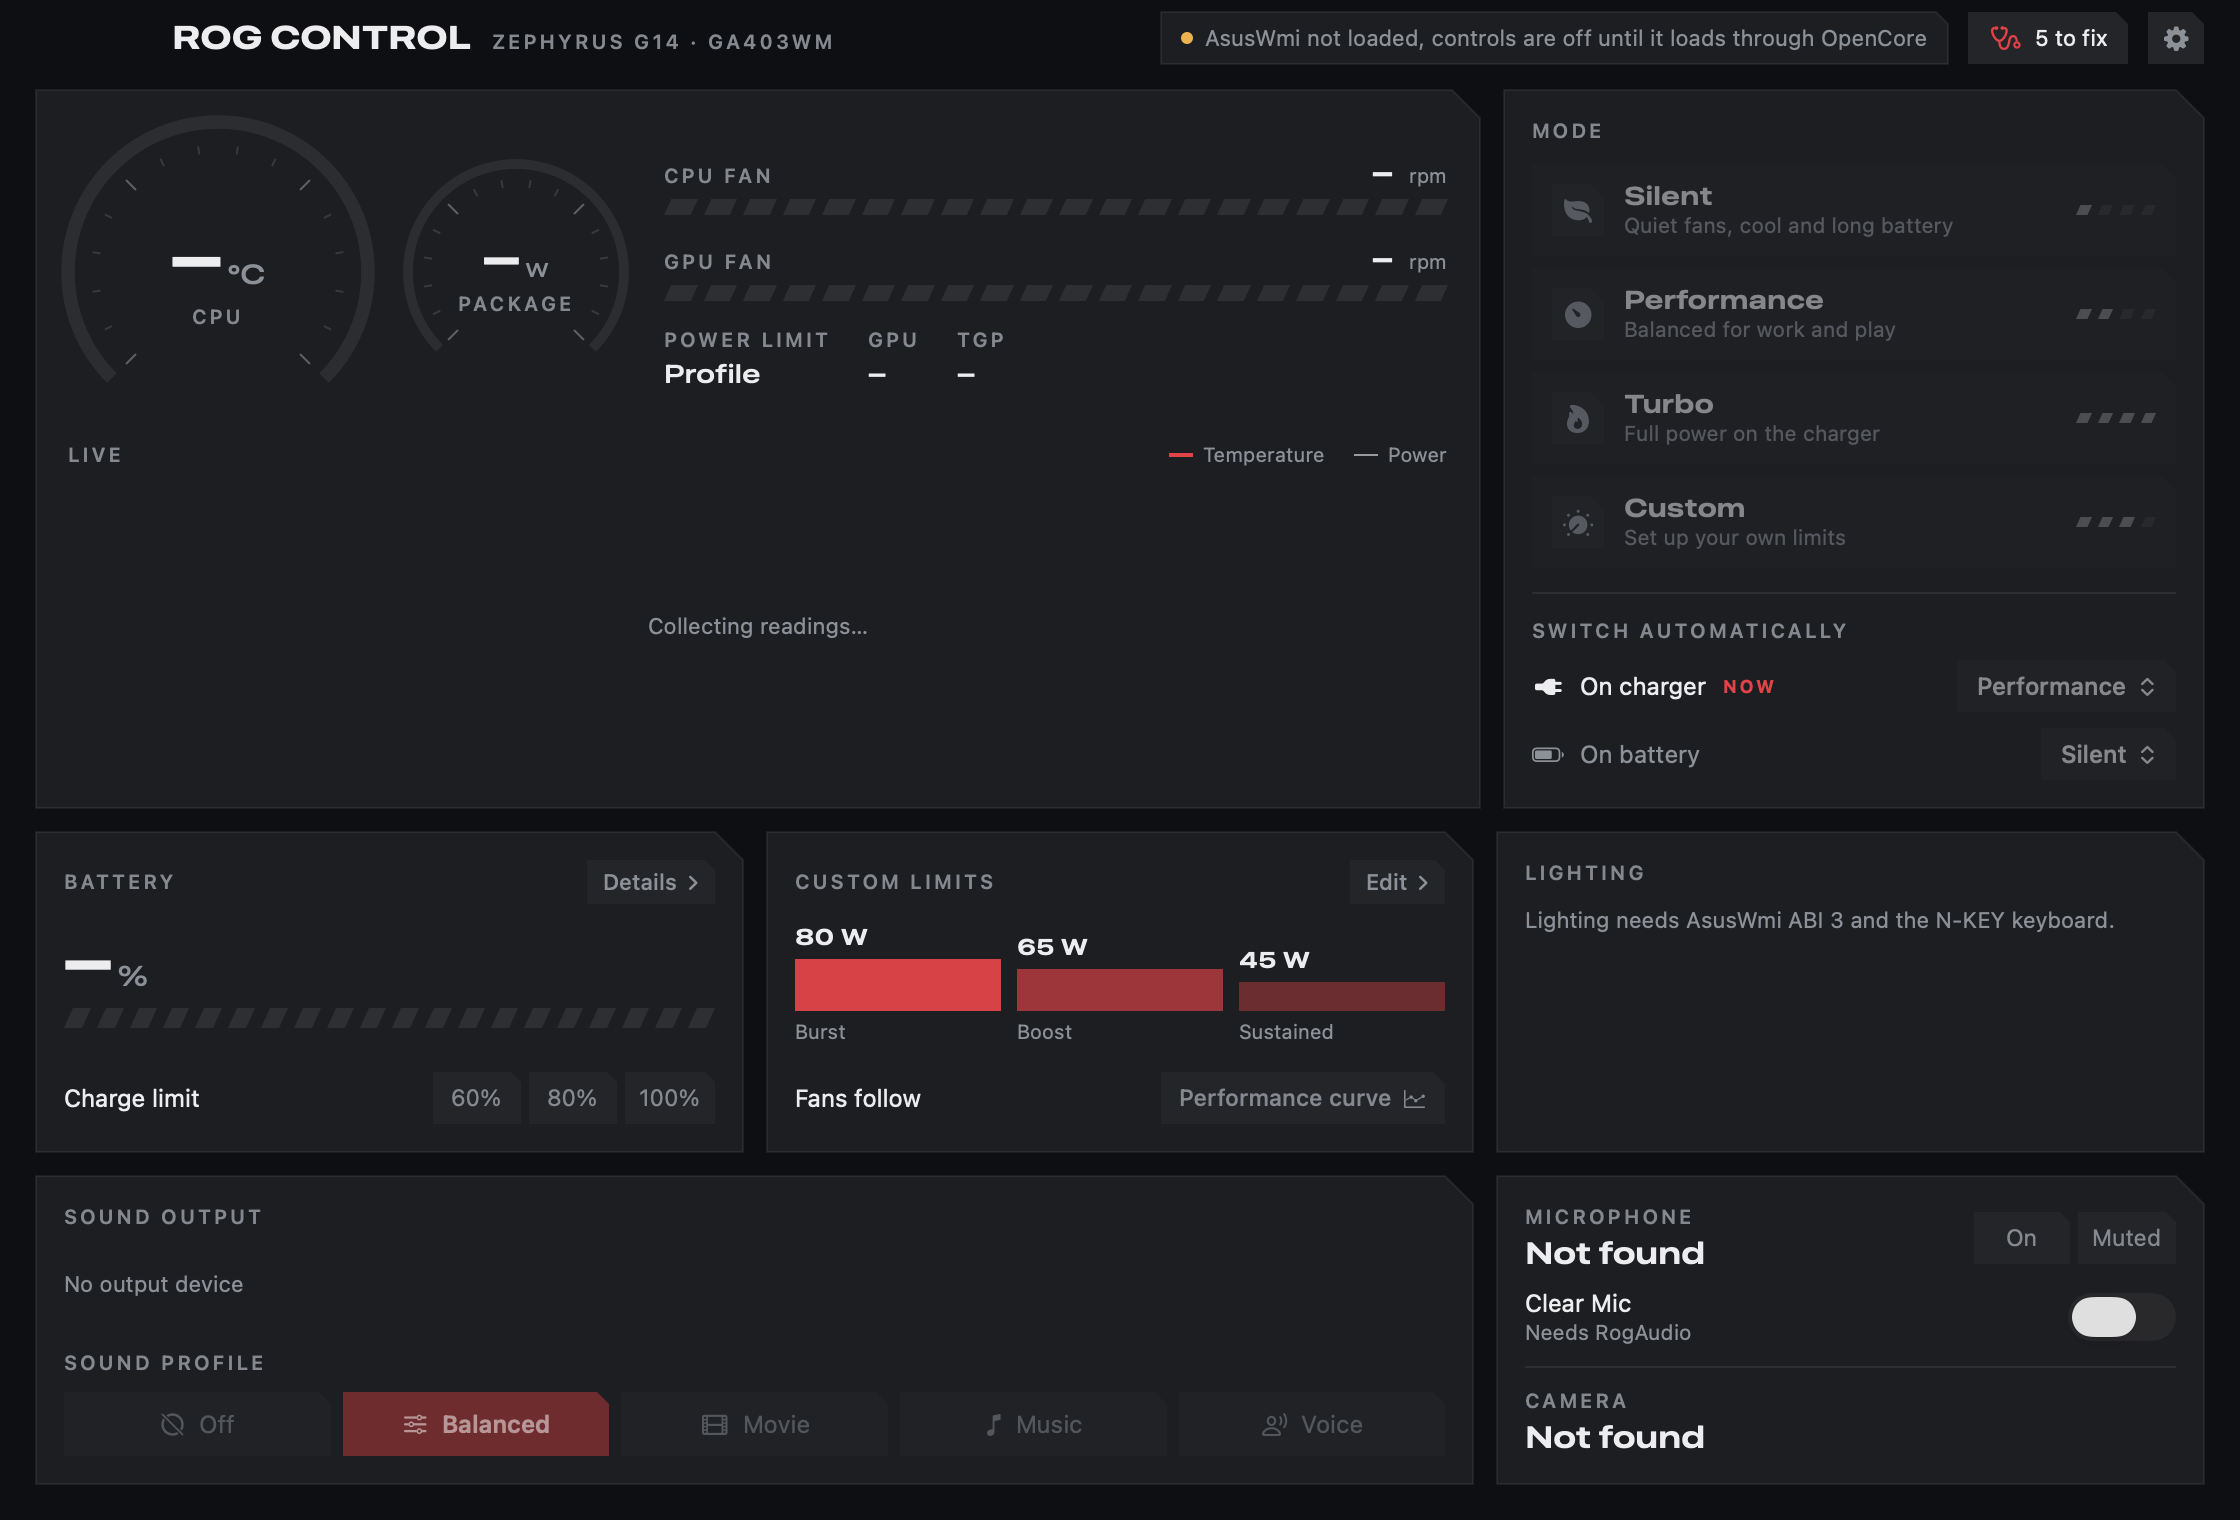 ROG CONTROL ZEPHYRUS G14 · GA403WM
AsusWmi not loaded, controls are off until it loads through OpenCore
5 to fix
– °C
CPU
– W
PACKAGE
CPU FAN – rpm
GPU FAN – rpm
POWER LIMIT GPU TGP
Profile – –
LIVE
Temperature Power
Collecting readings...
MODE
Silent
Quiet fans, cool and long battery
Performance
Balanced for work and play
Turbo
Full power on the charger
Custom
Set up your own limits
SWITCH AUTOMATICALLY
On charger NOW Performance
On battery Silent
BATTERY Details
– %
Charge limit 60% 80% 100%
CUSTOM LIMITS Edit
80 W 65 W 45 W
Burst Boost Sustained
Fans follow Performance curve
LIGHTING
Lighting needs AsusWmi ABI 3 and the N-KEY keyboard.
SOUND OUTPUT
No output device
SOUND PROFILE
Off Balanced Movie Music Voice
MICROPHONE
Not found
On Muted
Clear Mic
Needs RogAudio
CAMERA
Not found